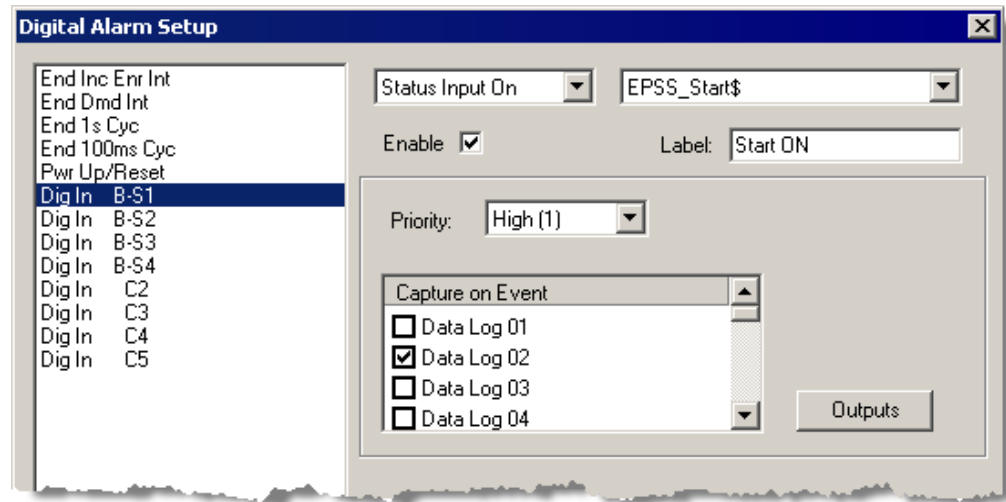 Digital Alarm Setup
End Inc Enr Int
End Dmd Int
End 1s Cyc
End 100ms Cyc
Pwr Up/Reset
Dig In B-S1
Dig In B-S2
Dig In B-S3
Dig In B-S4
Dig In C2
Dig In C3
Dig In C4
Dig In C5
Status Input On
EPSS_Start$
Enable
Label: Start ON
Priority: High (1)
Capture on Event
Data Log 01
Data Log 02
Data Log 03
Data Log 04
Outputs